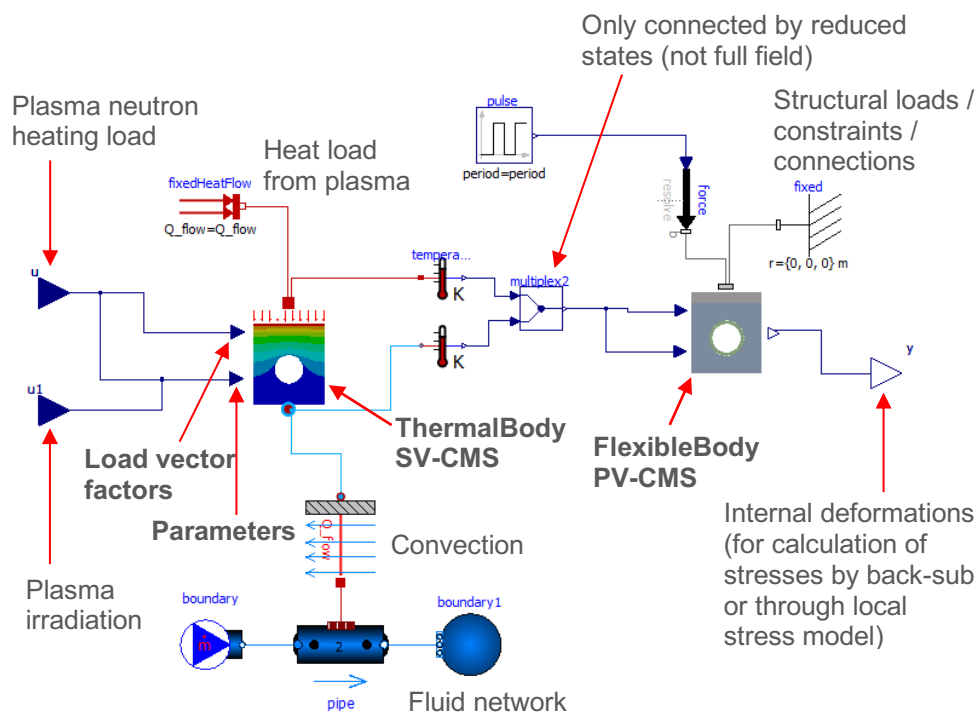 Only connected by reduced
states (not full field)
Plasma neutron
heating load
Heat load
from plasma
fixedHeatFlow
Q_flow=Q_flow
pulse
period=period
Structural loads /
constraints /
connections
fixed
r={0, 0, 0} m
resolve
b
force
u
tempera...
K
multiplex2
K
u1
y
ThermalBody
SV-CMS
FlexibleBody
PV-CMS
Load vector
factors
Parameters
Q_flow
Convection
Internal deformations
(for calculation of
stresses by back-sub
or through local
stress model)
Plasma
irradiation
boundary
ṁ
2
boundary1
pipe
Fluid network